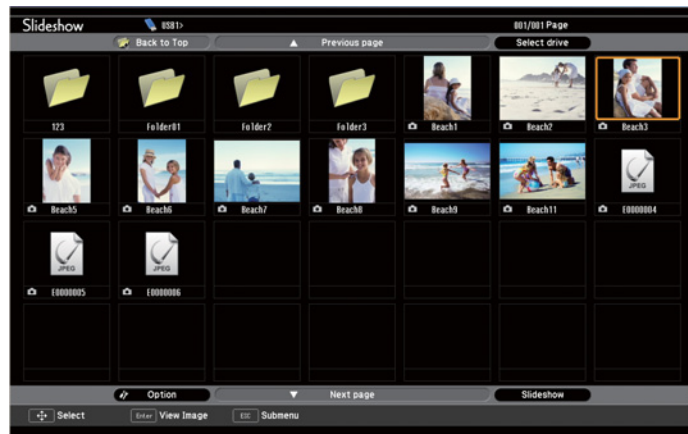 Slideshow USB1> 001/001 Page
Back to Top Previous page Select drive
123 Folder01 Folder2 Folder3 Beach1 Beach2 Beach3
Beach5 Beach6 Beach7 Beach8 Beach9 Beach11 JPEG E0000004
JPEG E0000005 JPEG E0000006
Option Next page Slideshow
Select Enter View Image ESC Submenu